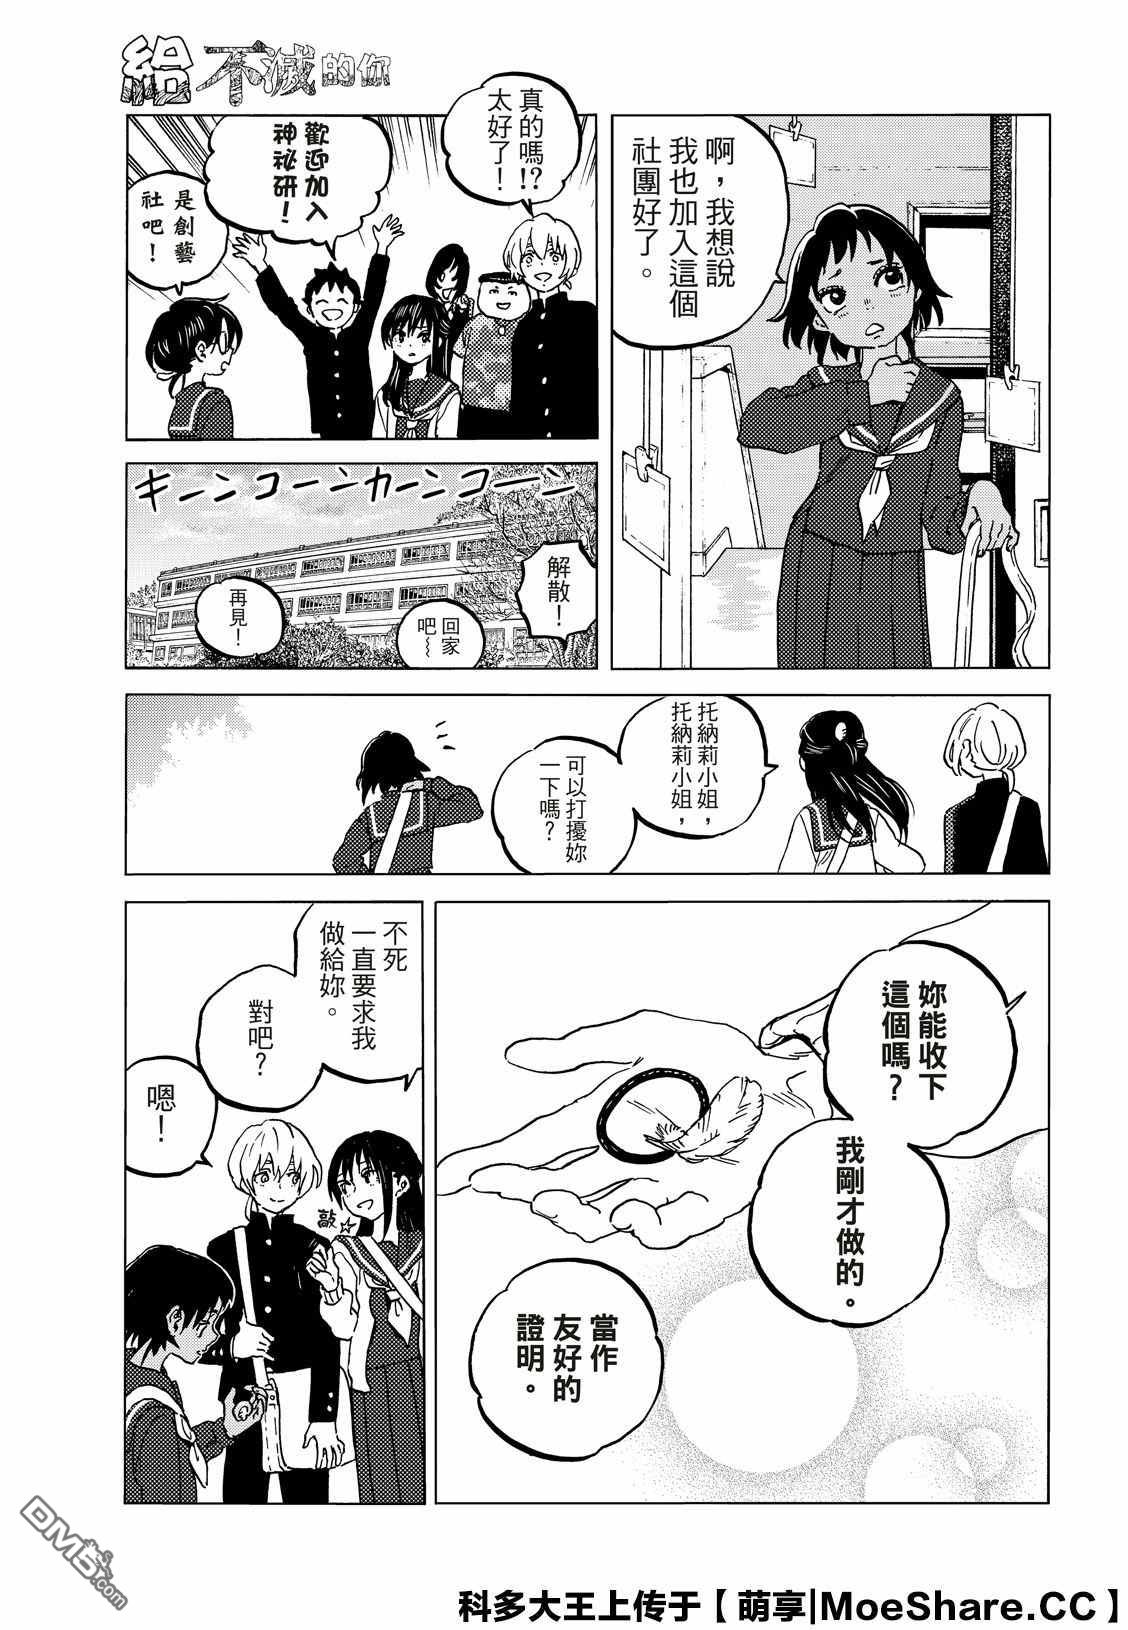 給不滅的你
啊，我想說
我也加入這個
社團好了。
真的嗎!?
太好了！
歡迎加入
神祕研！
是創藝
社吧！
キーンコーンカーンコーン
解散！
回家
吧～
再見！
托納莉小姐，
托納莉小姐，
可以打擾妳
一下嗎？
妳能收下
這個嗎？
我剛才做的。
當作
友好的
證明。
不死
一直要求我
做給妳。
對吧？
敲☆
嗯！
DM5.com
科多大王上传于【萌享|MoeShare.CC】